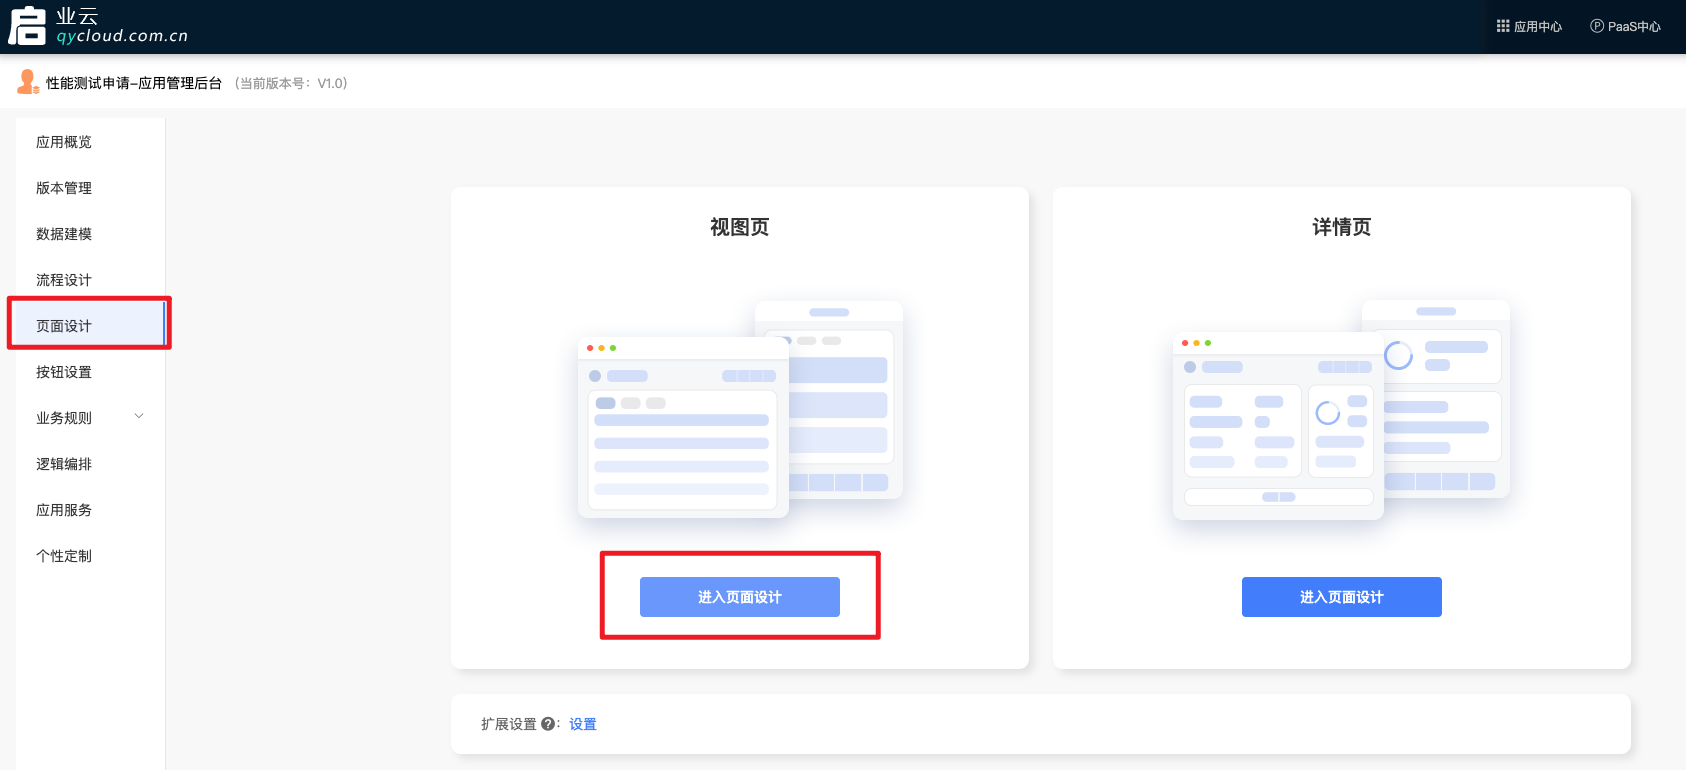 启
业云
qycloud.com.cn
应用中心
PaaS中心
性能测试申请-应用管理后台 (当前版本号: V1.0)
应用概览
版本管理
数据建模
流程设计
页面设计
按钮设置
业务规则
逻辑编排
应用服务
个性定制
视图页
进入页面设计
详情页
进入页面设计
扩展设置 ?: 设置